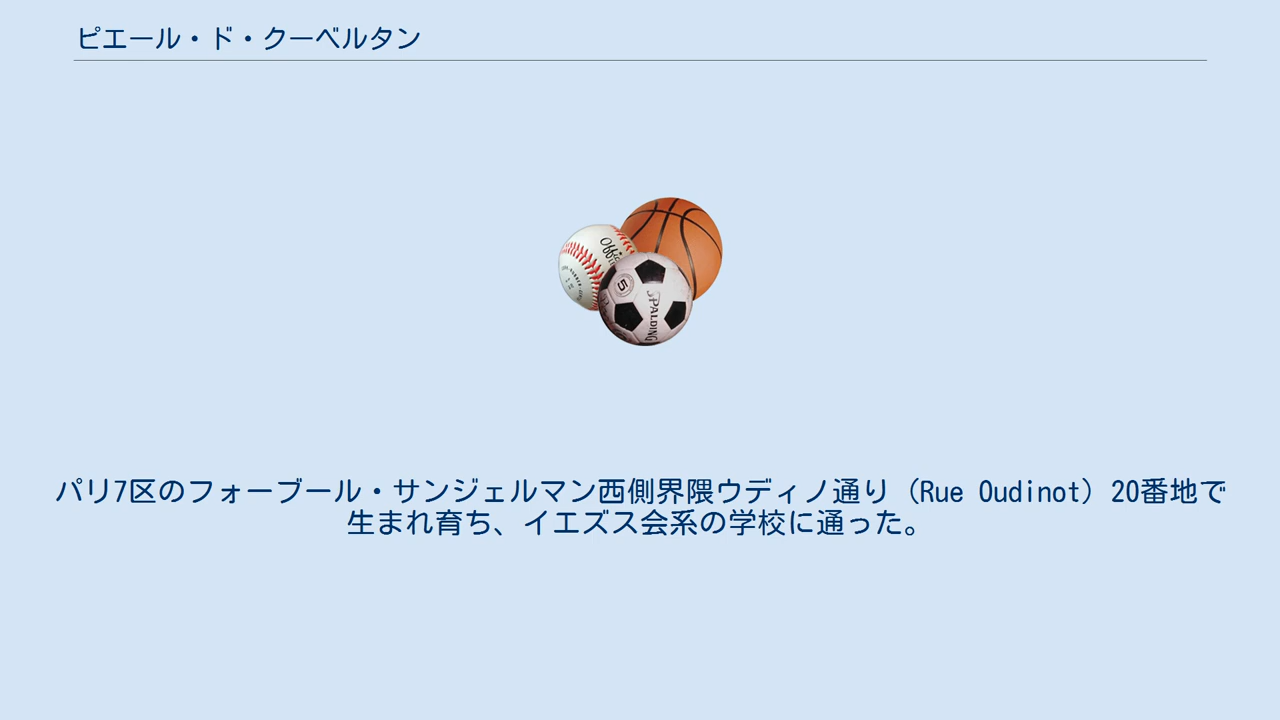 ピエール・ド・クーベルタン
Offici
5
SPALDING
パリ7区のフォーブール・サンジェルマン西側界隈ウディノ通り（Rue Oudinot）20番地で
生まれ育ち、イエズス会系の学校に通った。